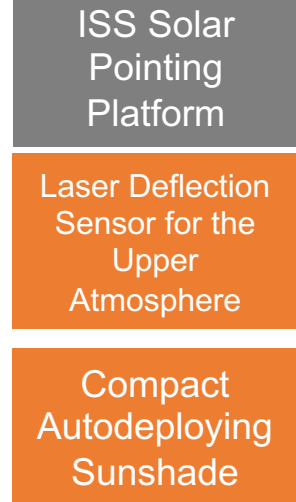 ISS Solar
Pointing
Platform
Laser Deflection
Sensor for the
Upper
Atmosphere
Compact
Autodeploying
Sunshade